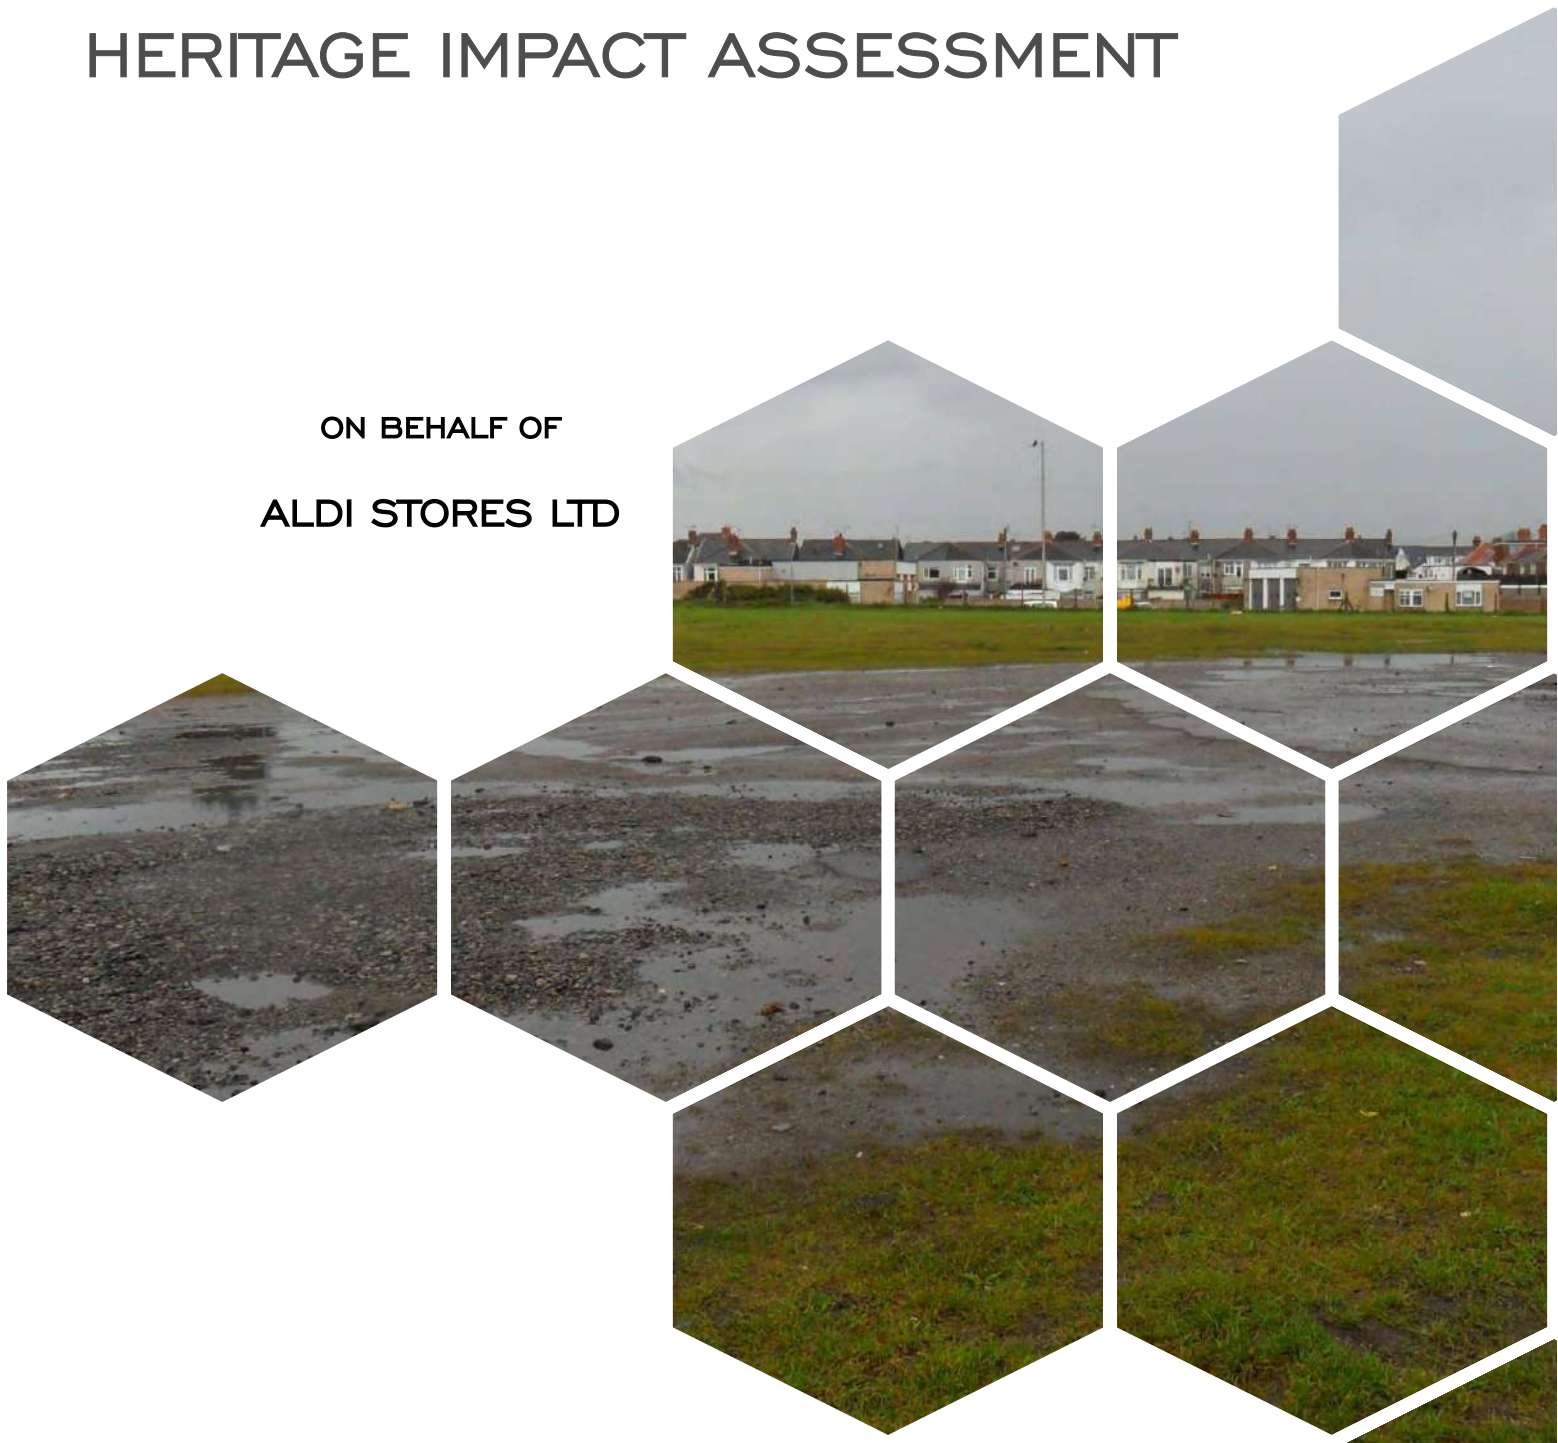 HERITAGE IMPACT ASSESSMENT
ON BEHALF OF
ALDI STORES LTD